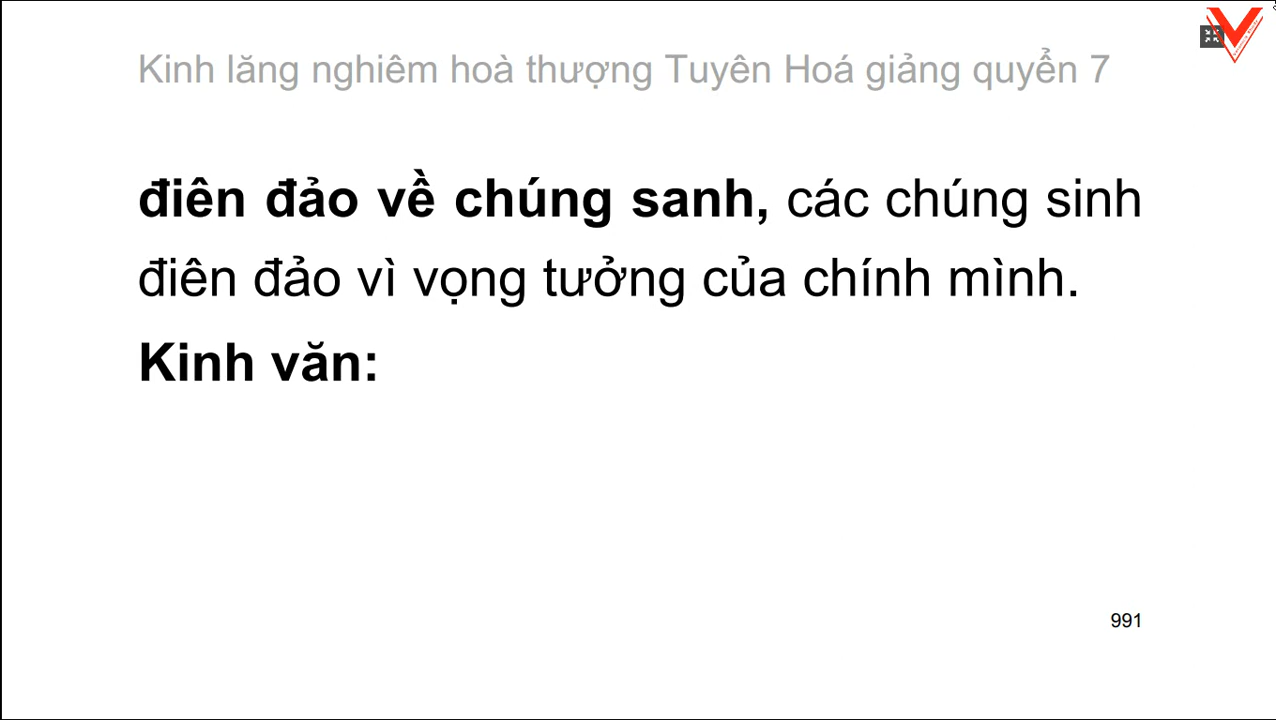 Kinh lăng nghiêm hoà thượng Tuyên Hoá giảng quyển 7
điên đảo về chúng sanh, các chúng sinh
điên đảo vì vọng tưởng của chính mình.
Kinh văn:
991